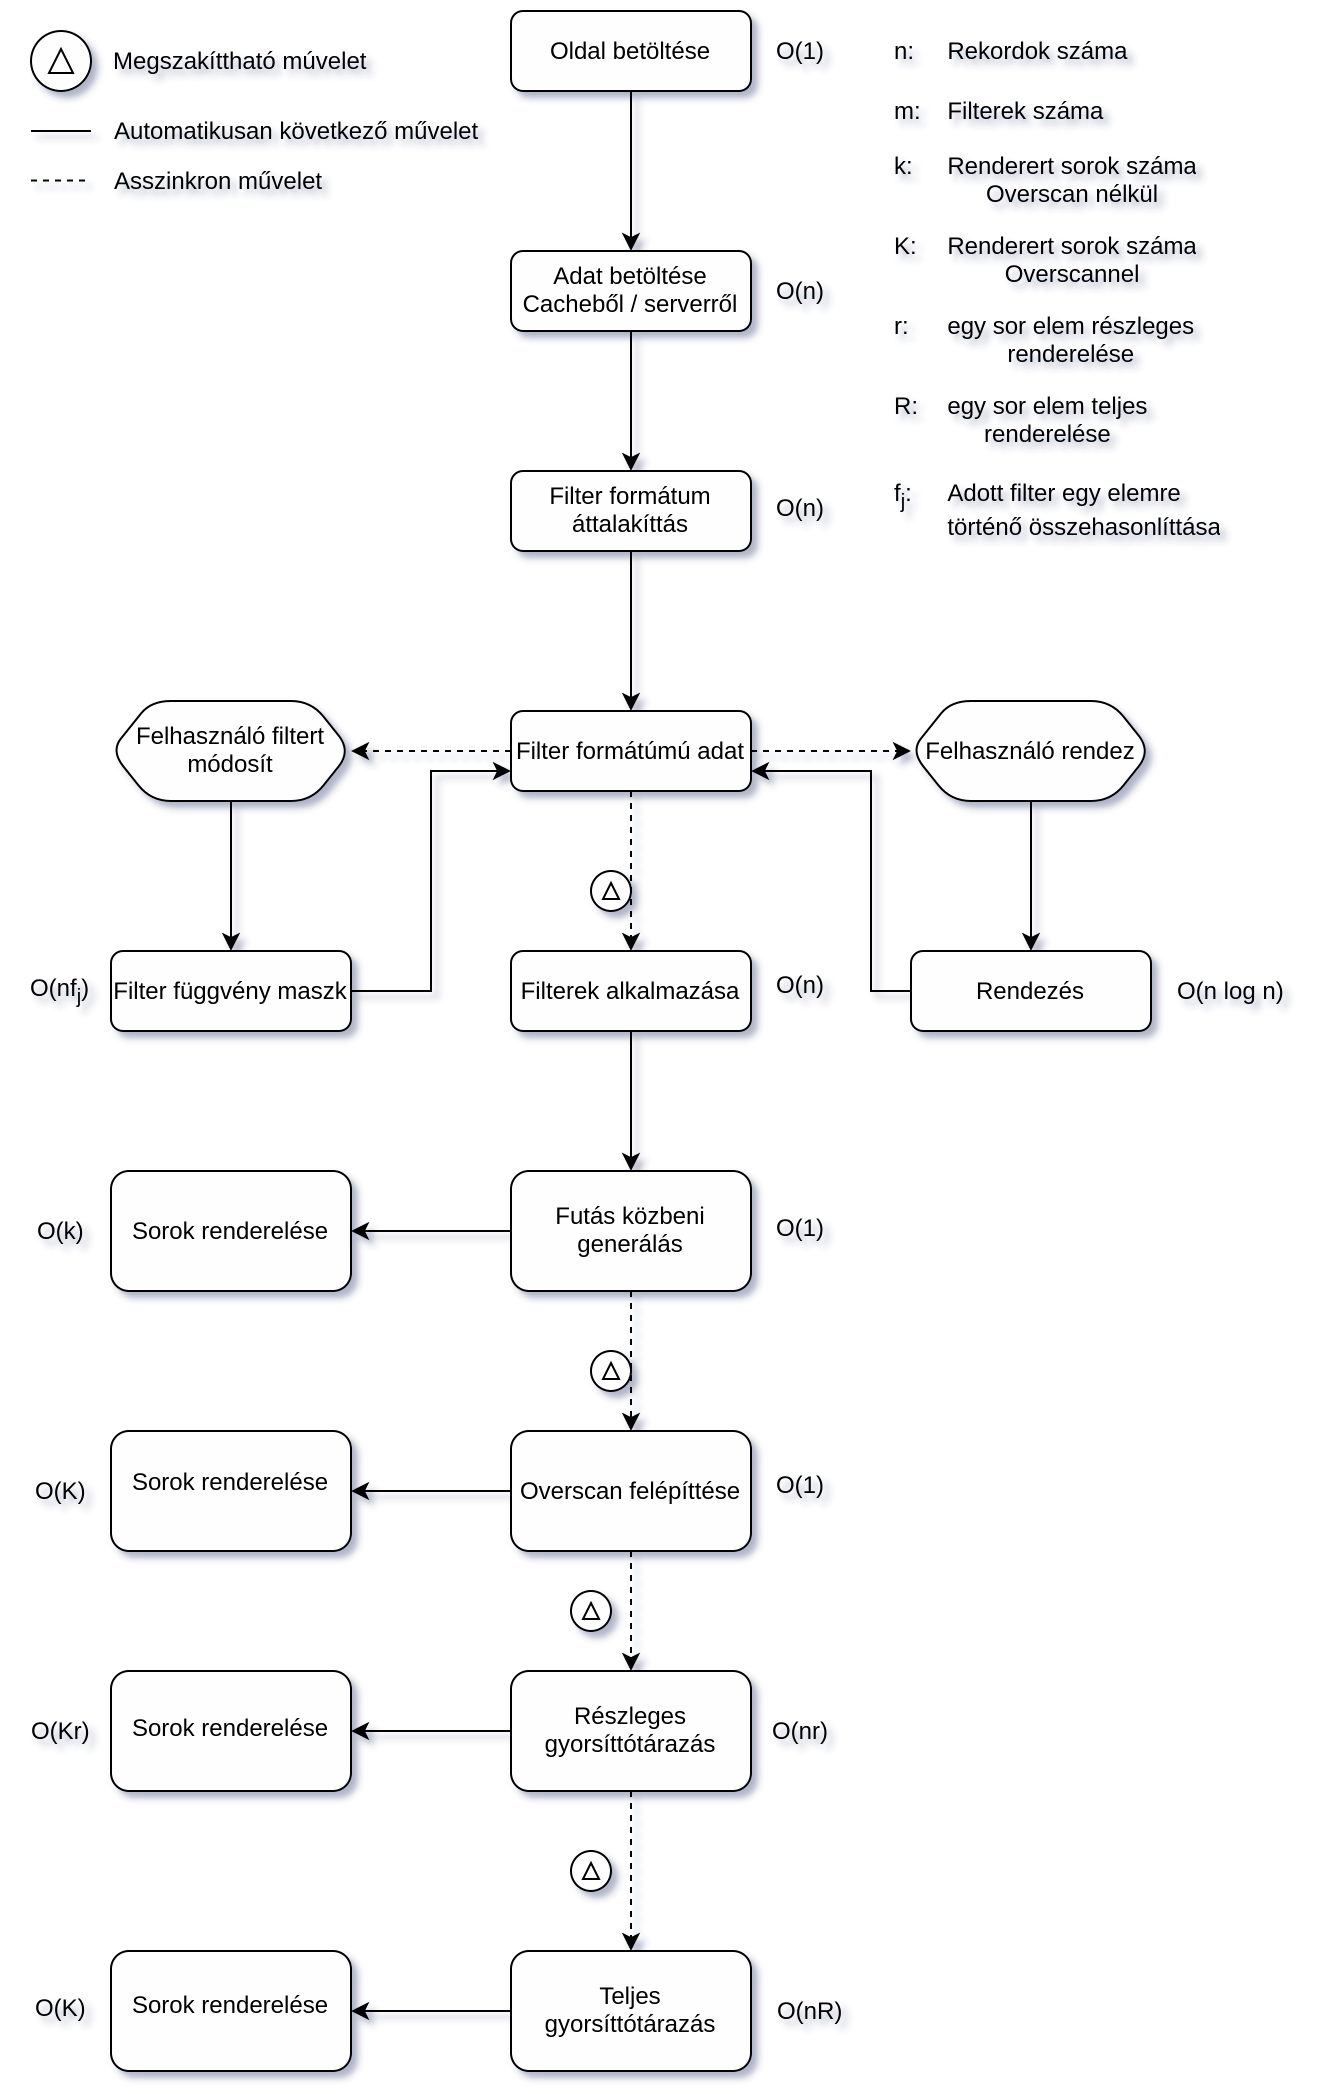 Oldal betöltése
O(1)
Megszakíttható múvelet
Automatikusan következő művelet
Asszinkron művelet
n: Rekordok száma
m: Filterek száma
k: Renderert sorok száma
Overscan nélkül
K: Renderert sorok száma
Overscannel
r: egy sor elem részleges
renderelése
R: egy sor elem teljes
renderelése
fj: Adott filter egy elemre
történő összehasonlíttása
Adat betöltése
Cacheből / serverről
O(n)
Filter formátum
áttalakíttás
O(n)
Felhasználó filtert
módosít
Filter formátúmú adat
Felhasználó rendez
O(nfj)
Filter függvény maszk
Filterek alkalmazása
O(n)
Rendezés
O(n log n)
O(k)
Sorok renderelése
Futás közbeni
generálás
O(1)
O(K)
Sorok renderelése
Overscan felépíttése
O(1)
O(Kr)
Sorok renderelése
Részleges
gyorsíttótárazás
O(nr)
O(K)
Sorok renderelése
Teljes
gyorsíttótárazás
O(nR)